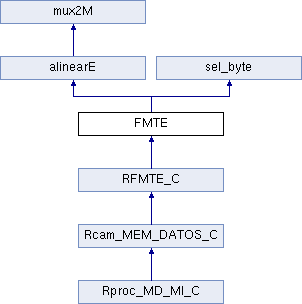 mux2M
alinearE
sel_byte
FMTE
RFMTE_C
Rcam_MEM_DATOS_C
Rproc_MD_MI_C